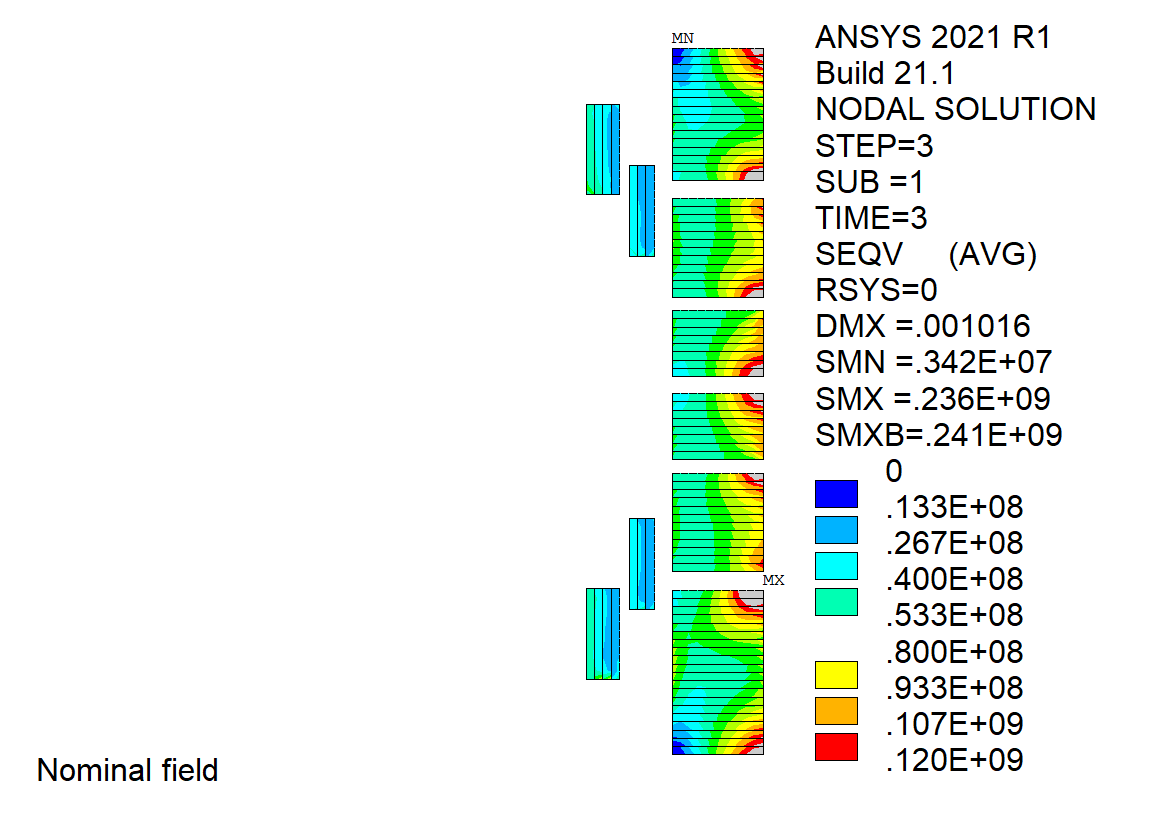 MN
ANSYS 2021 R1
Build 21.1
NODAL SOLUTION
STEP=3
SUB =1
TIME=3
SEQV (AVG)
RSYS=0
DMX =.001016
SMN =.342E+07
SMX =.236E+09
SMXB=.241E+09
0
.133E+08
.267E+08
.400E+08
.533E+08
.800E+08
.933E+08
.107E+09
.120E+09
MX
Nominal field